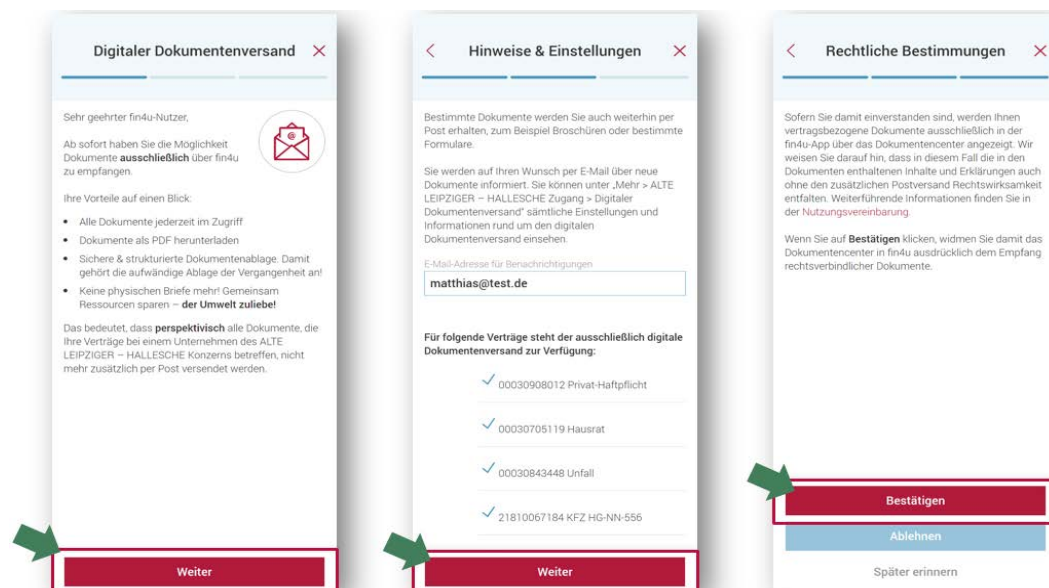 Digitaler Dokumentenversand
Sehr geehrter fin4u-Nutzer,
Ab sofort haben Sie die Möglichkeit
Dokumente ausschließlich über fin4u
zu empfangen.
Ihre Vorteile auf einen Blick:
• Alle Dokumente jederzeit im Zugriff
• Dokumente als PDF herunterladen
• Sichere & strukturierte Dokumentenablage. Damit
gehört die aufwändige Ablage der Vergangenheit an!
• Keine physischen Briefe mehr! Gemeinsam
Ressourcen sparen – der Umwelt zuliebe!
Das bedeutet, dass perspektivisch alle Dokumente, die
Ihre Verträge bei einem Unternehmen des ALTE
LEIPZIGER – HALLESCHE Konzerns betreffen, nicht
mehr zusätzlich per Post versendet werden.
Weiter
Hinweise & Einstellungen
Bestimmte Dokumente werden Sie auch weiterhin per
Post erhalten, zum Beispiel Broschüren oder bestimmte
Formulare.
Sie werden auf Ihren Wunsch per E-Mail über neue
Dokumente informiert. Sie können unter „Mehr > ALTE
LEIPZIGER – HALLESCHE Zugang > Digitaler
Dokumentenversand" sämtliche Einstellungen und
Informationen rund um den digitalen
Dokumentenversand einsehen.
E-Mail-Adresse für Benachrichtigungen
matthias@test.de
Für folgende Verträge steht der ausschließlich digitale
Dokumentenversand zur Verfügung:
00030908012 Privat-Haftpflicht
00030705119 Hausrat
00030843448 Unfall
21810067184 KFZ HG-NN-556
Weiter
Rechtliche Bestimmungen
Sofern Sie damit einverstanden sind, werden Ihnen
vertragsbezogene Dokumente ausschließlich in der
fin4u-App über das Dokumentencenter angezeigt. Wir
weisen Sie darauf hin, dass in diesem Fall die in den
Dokumenten enthaltenen Inhalte und Erklärungen auch
ohne den zusätzlichen Postversand Rechtswirksamkeit
entfalten. Weiterführende Informationen finden Sie in
der Nutzungsvereinbarung.
Wenn Sie auf Bestätigen klicken, widmen Sie damit das
Dokumentencenter in fin4u ausdrücklich dem Empfang
rechtsverbindlicher Dokumente.
Bestätigen
Ablehnen
Später erinnern